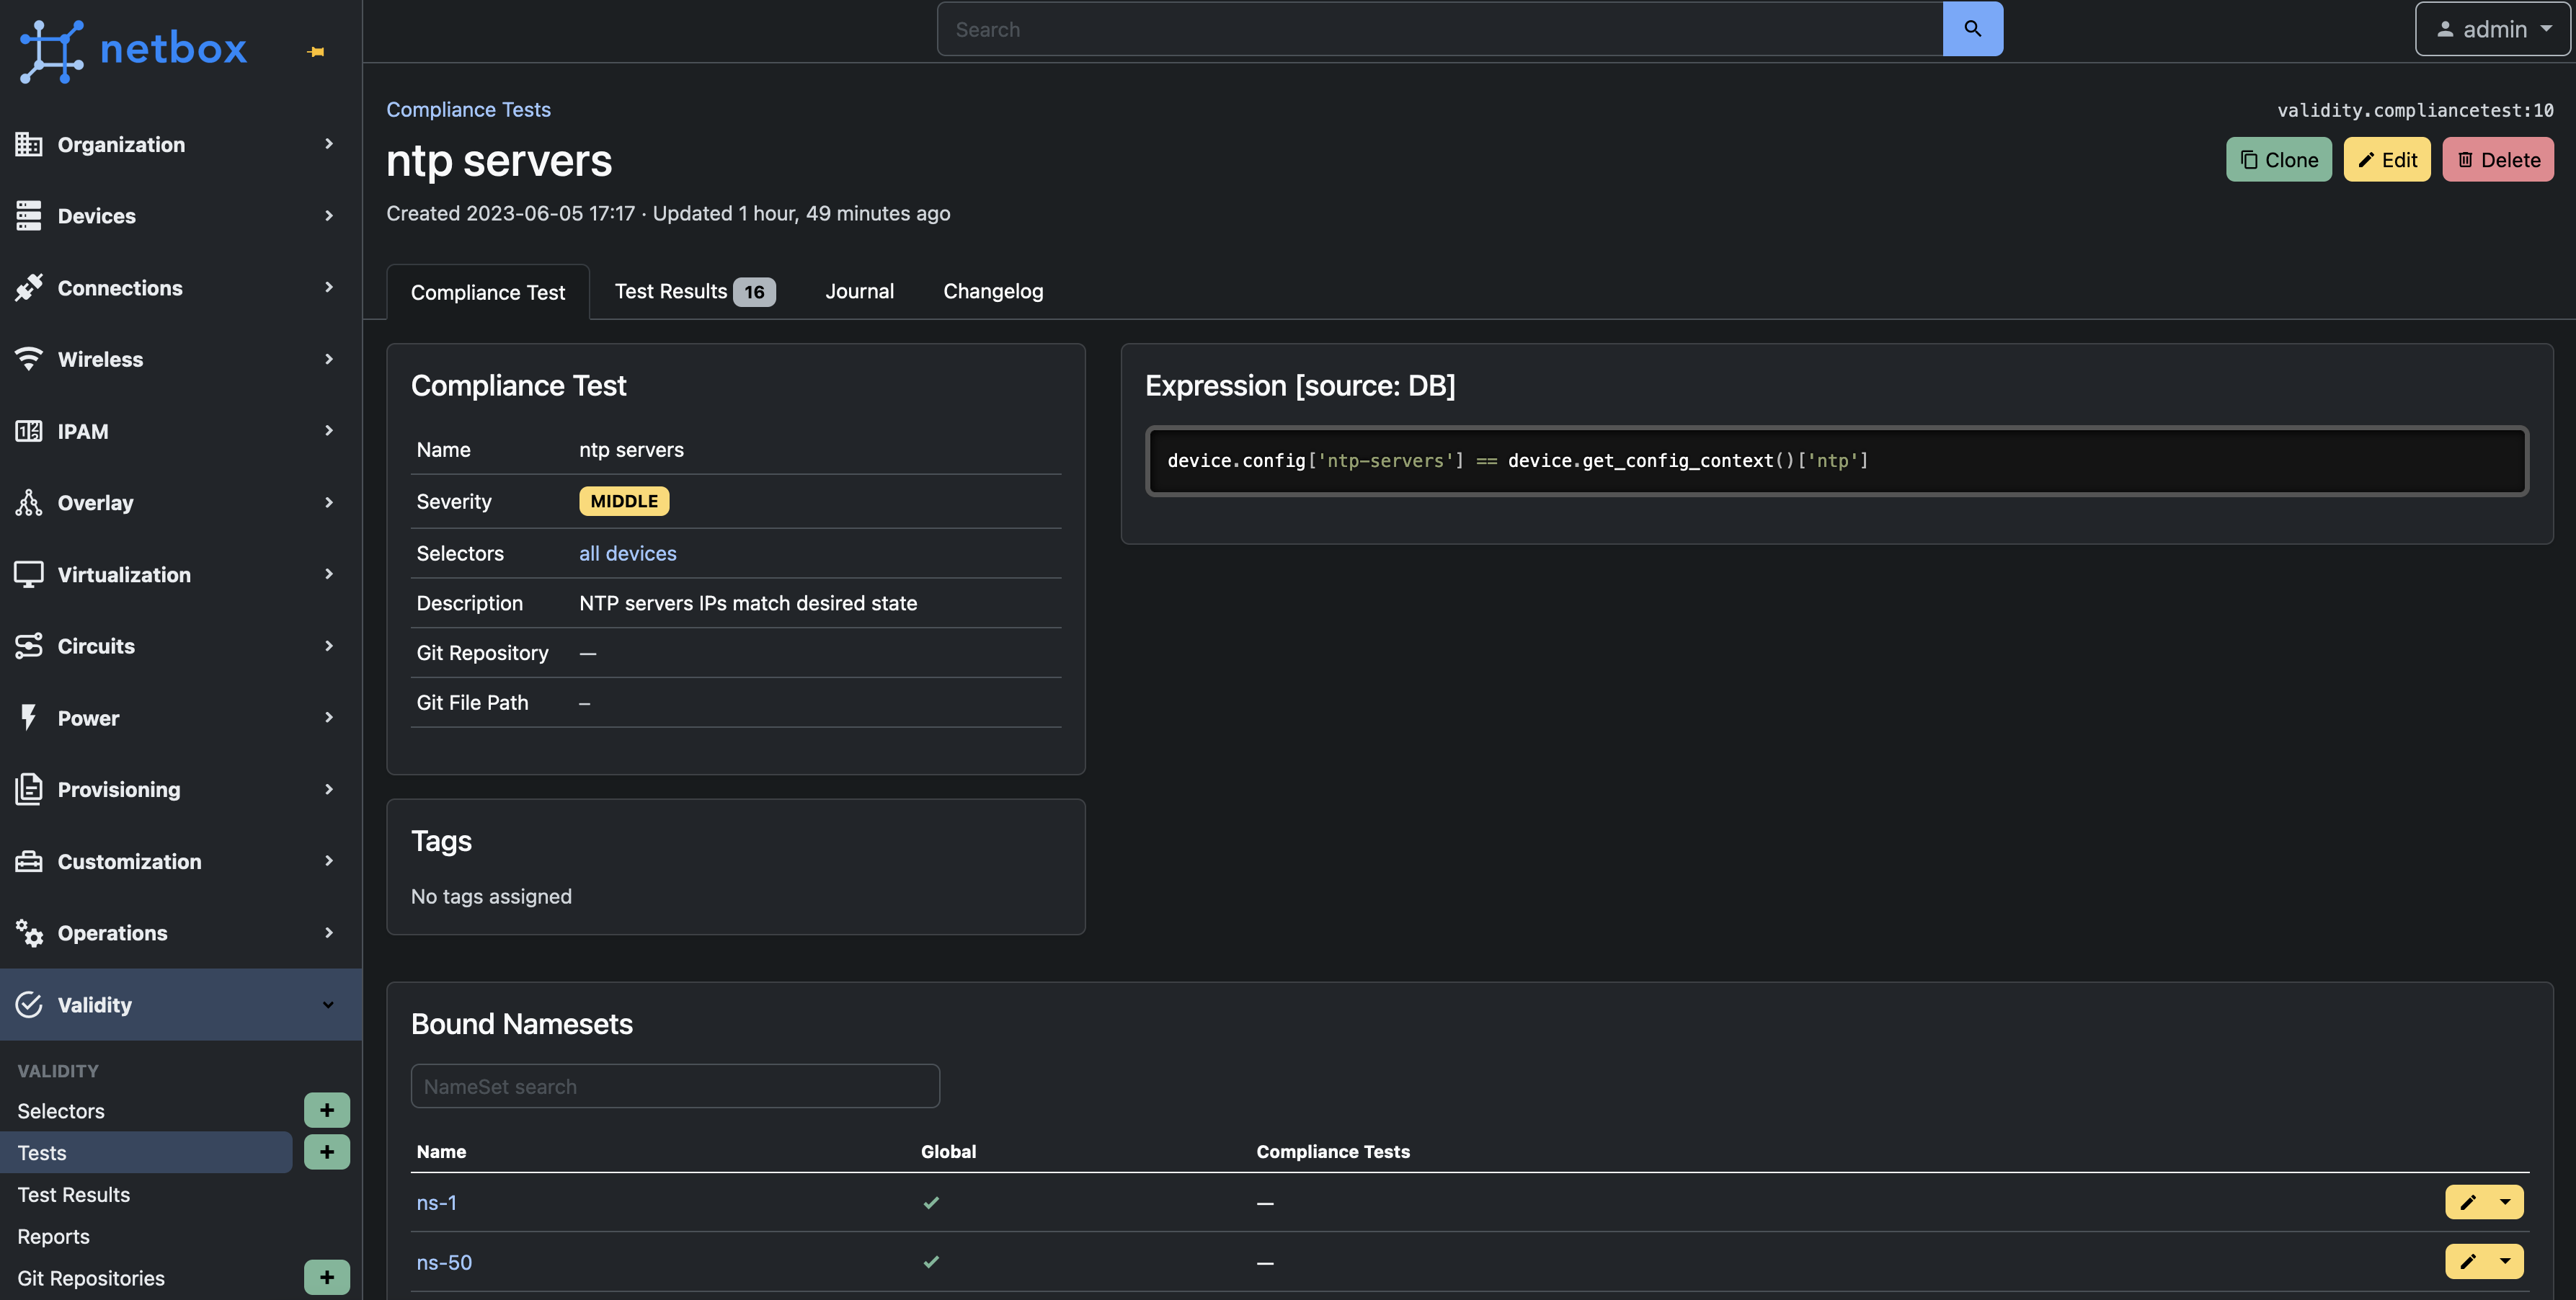 netbox
Search
admin
Organization
Devices
Connections
Wireless
IPAM
Overlay
Virtualization
Circuits
Power
Provisioning
Customization
Operations
Validity
VALIDITY
Selectors
Tests
Test Results
Reports
Git Repositories
Compliance Tests
validity.compliancetest:10
ntp servers
Clone
Edit
Delete
Created 2023-06-05 17:17 · Updated 1 hour, 49 minutes ago
Compliance Test
Test Results 16
Journal
Changelog
Compliance Test
Name ntp servers
Severity MIDDLE
Selectors all devices
Description NTP servers IPs match desired state
Git Repository —
Git File Path –
Expression [source: DB]
device.config['ntp-servers'] == device.get_config_context()['ntp']
Tags
No tags assigned
Bound Namesets
NameSet search
Name Global Compliance Tests
ns-1 —
ns-50 —